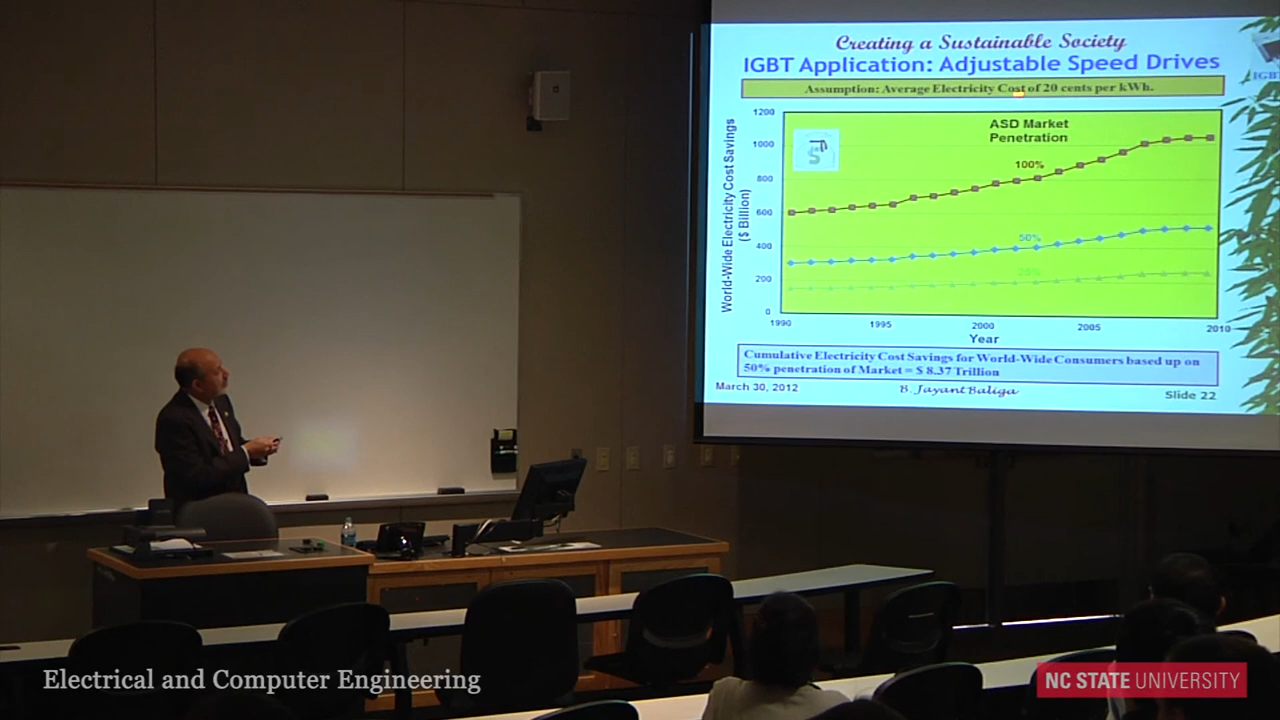 Creating a Sustainable Society
IGBT Application: Adjustable Speed Drives
IGB
Assumption: Average Electricity Cost of 20 cents per kWh.
World-Wide Electricity Cost Savings
($ Billion)
1200
1000
800
600
400
200
0
ASD Market
Penetration
100%
50%
1990
1995
2000
2005
2010
Year
Cumulative Electricity Cost Savings for World-Wide Consumers based up on
50% penetration of Market = $ 8.37 Trillion
March 30, 2012
B. Jayant Baliga
Slide 22
Electrical and Computer Engineering
NC STATE UNIVERSITY